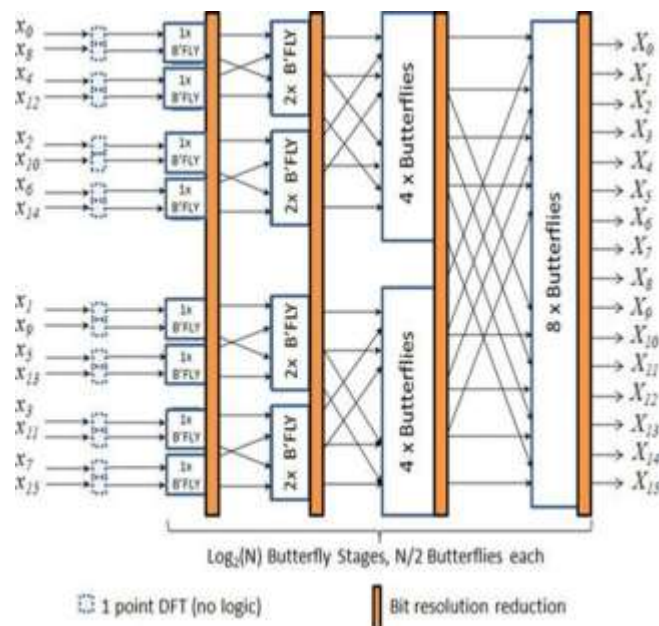 x0
x8
x4
x12
x2
x10
x6
x14
x1
x9
x5
x13
x3
x11
x7
x15
1x
B'FLY
1x
B'FLY
1x
B'FLY
1x
B'FLY
1x
B'FLY
1x
B'FLY
1x
B'FLY
1x
B'FLY
2x B'FLY
2x B'FLY
2x B'FLY
2x B'FLY
4 x Butterflies
4 x Butterflies
8 x Butterflies
X0
X1
X2
X3
X4
X5
X6
X7
X8
X9
X10
X11
X12
X13
X14
X15
Log2(N) Butterfly Stages, N/2 Butterflies each
1 point DFT (no logic)
Bit resolution reduction